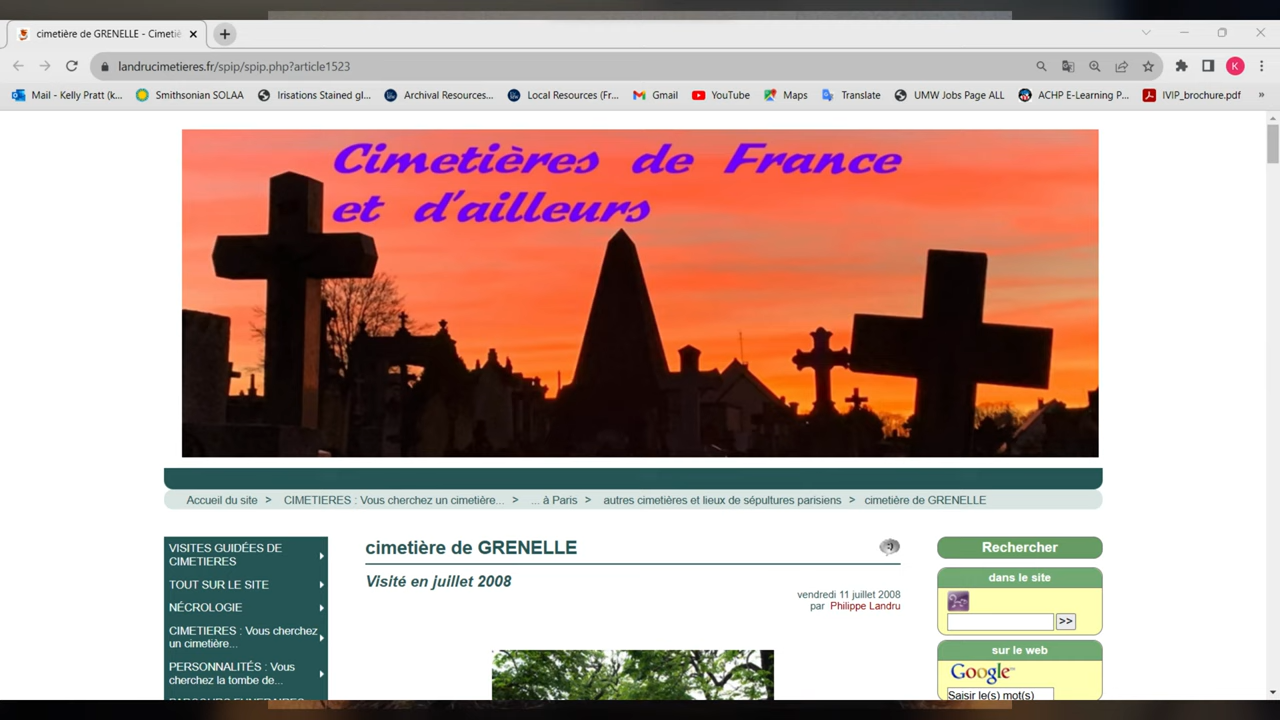 cimetière de GRENELLE - Cimetiè
landrucimetieres.fr/spip/spip.php?article1523
K
Mail - Kelly Pratt (k...
Smithsonian SOLAA
Irisations Stained gl...
Archival Resources...
Local Resources (Fr...
Gmail
YouTube
Maps
Translate
UMW Jobs Page ALL
ACHP E-Learning P...
IVIP_brochure.pdf
»
Cimetières de France
et d'ailleurs
Accueil du site > CIMETIERES : Vous cherchez un cimetière... > ... à Paris > autres cimetières et lieux de sépultures parisiens > cimetière de GRENELLE
VISITES GUIDÉES DE
CIMETIERES
TOUT SUR LE SITE
NÉCROLOGIE
CIMETIERES : Vous cherchez
un cimetière...
PERSONNALITÉS : Vous
cherchez la tombe de...
cimetière de GRENELLE
Visité en juillet 2008
vendredi 11 juillet 2008
par Philippe Landru
Rechercher
dans le site
>>
sur le web
Google
Saisir le(s) mot(s)